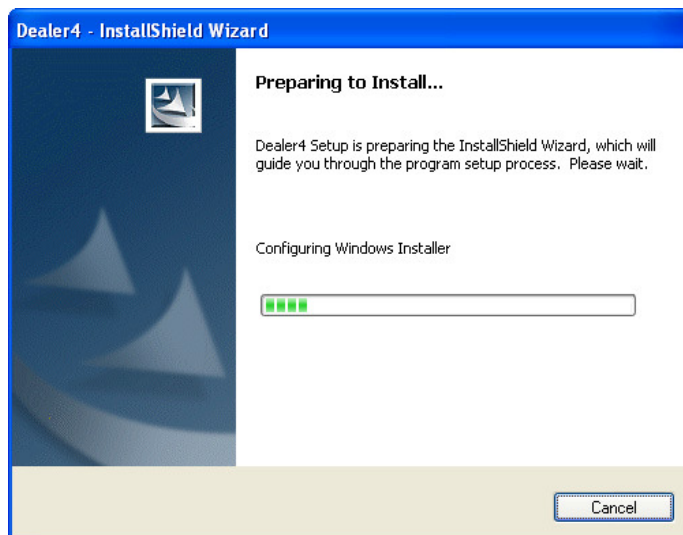 Dealer4 - InstallShield Wizard
Preparing to Install...
Dealer4 Setup is preparing the InstallShield Wizard, which will
guide you through the program setup process.  Please wait.
Configuring Windows Installer
Cancel